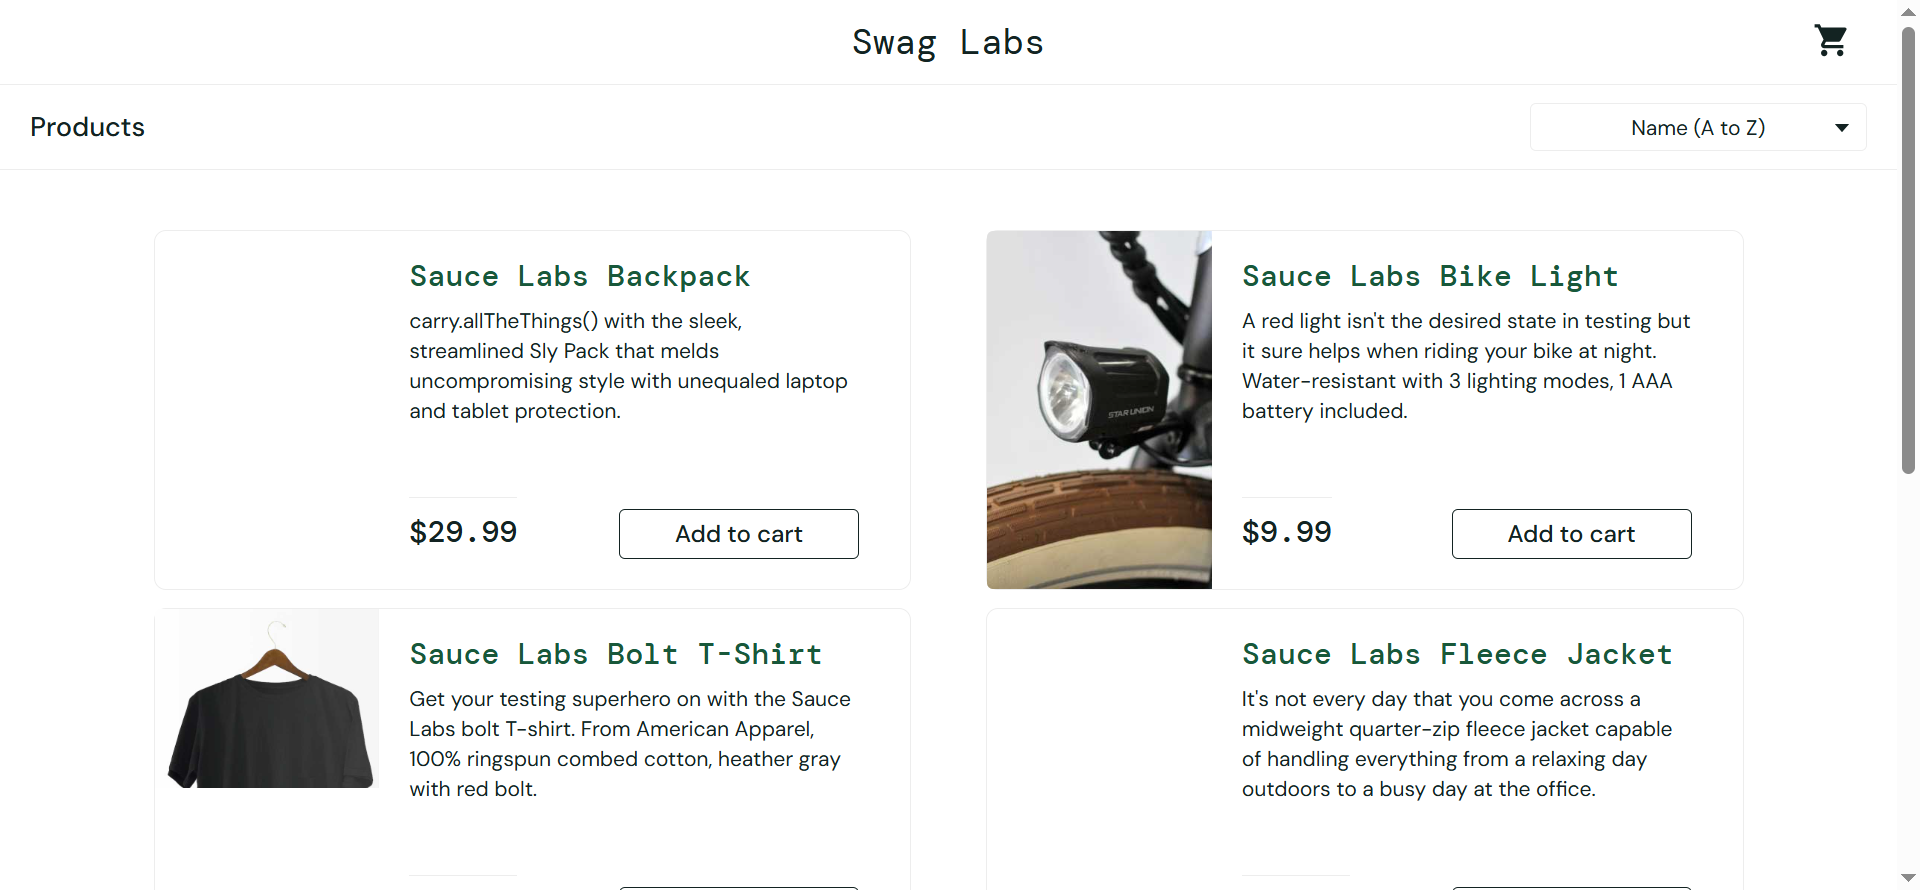 Swag Labs
Products
Name (A to Z)
Sauce Labs Backpack
carry.allTheThings() with the sleek,
streamlined Sly Pack that melds
uncompromising style with unequaled laptop
and tablet protection.
$29.99
Add to cart
Sauce Labs Bike Light
A red light isn't the desired state in testing but
it sure helps when riding your bike at night.
Water-resistant with 3 lighting modes, 1 AAA
battery included.
STAR UNION
$9.99
Add to cart
Sauce Labs Bolt T-Shirt
Get your testing superhero on with the Sauce
Labs bolt T-shirt. From American Apparel,
100% ringspun combed cotton, heather gray
with red bolt.
Sauce Labs Fleece Jacket
It's not every day that you come across a
midweight quarter-zip fleece jacket capable
of handling everything from a relaxing day
outdoors to a busy day at the office.